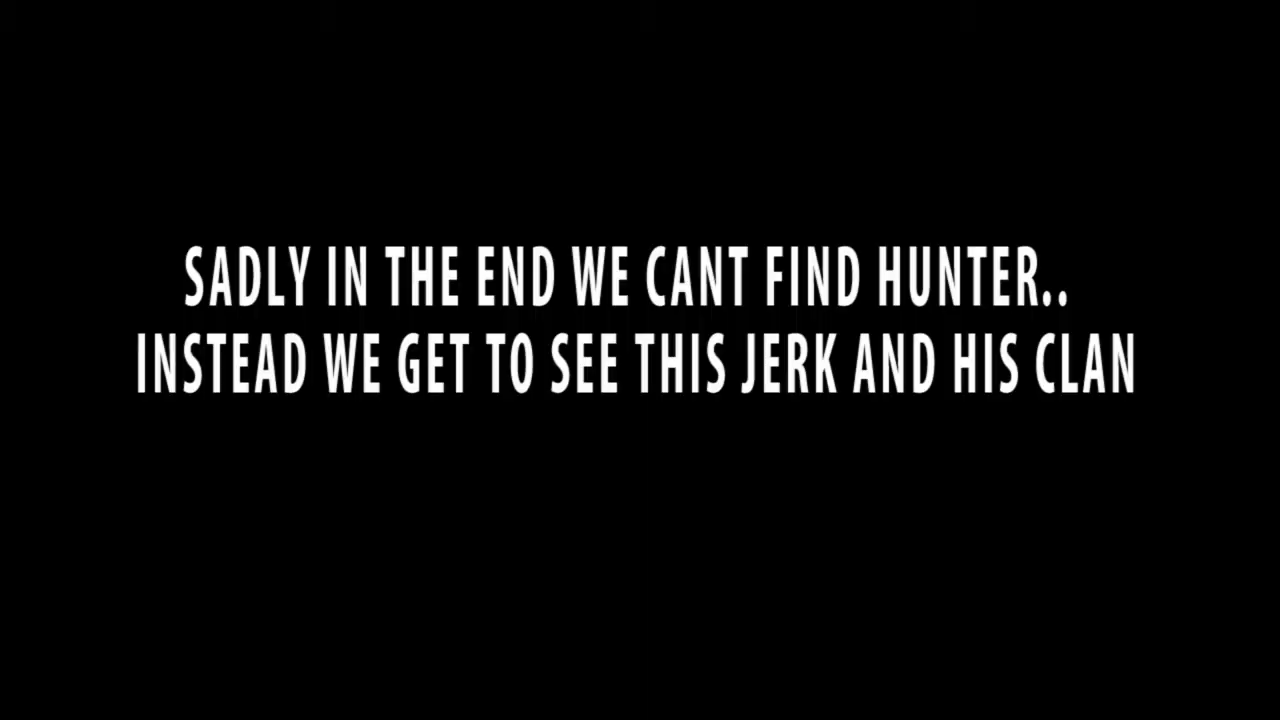 SADLY IN THE END WE CANT FIND HUNTER..
INSTEAD WE GET TO SEE THIS JERK AND HIS CLAN